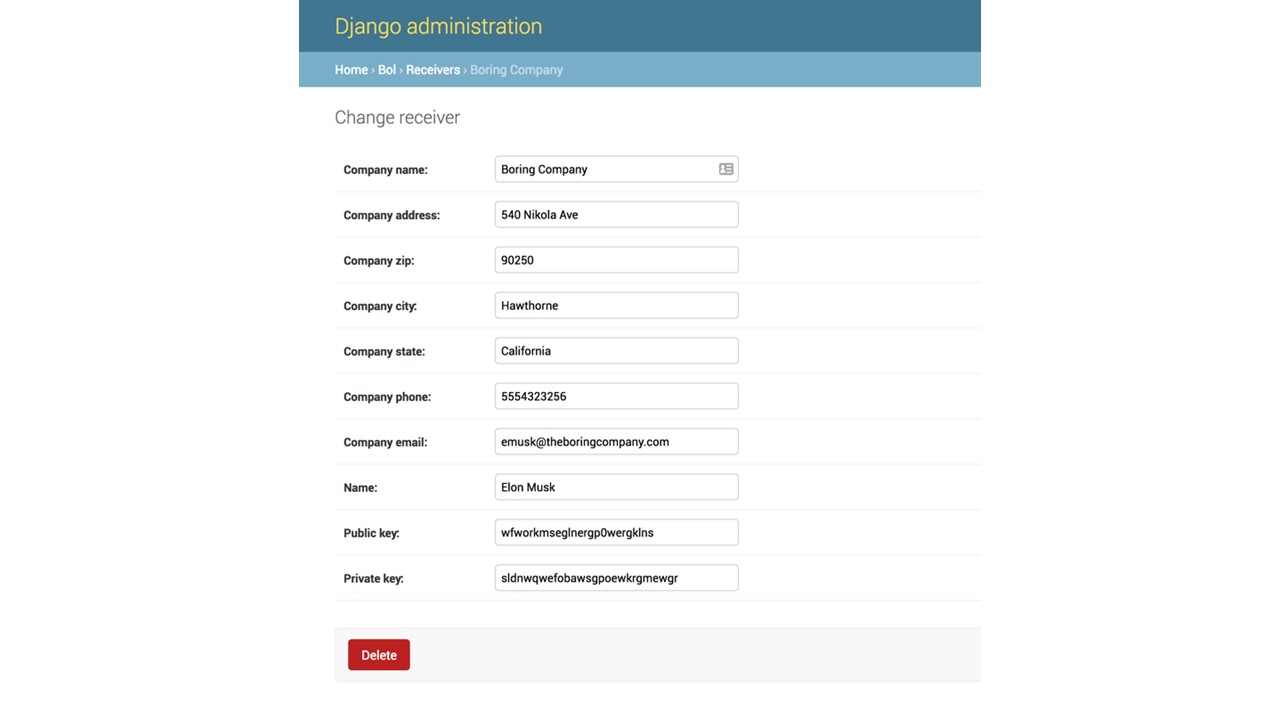 Django administration
Home › Bol › Receivers › Boring Company
Change receiver
Company name: Boring Company
Company address: 540 Nikola Ave
Company zip: 90250
Company city: Hawthorne
Company state: California
Company phone: 5554323256
Company email: emusk@theboringcompany.com
Name: Elon Musk
Public key: wfworkmseglnergp0wergklns
Private key: sldnwqwefobawsgpoewkrgmewgr
Delete